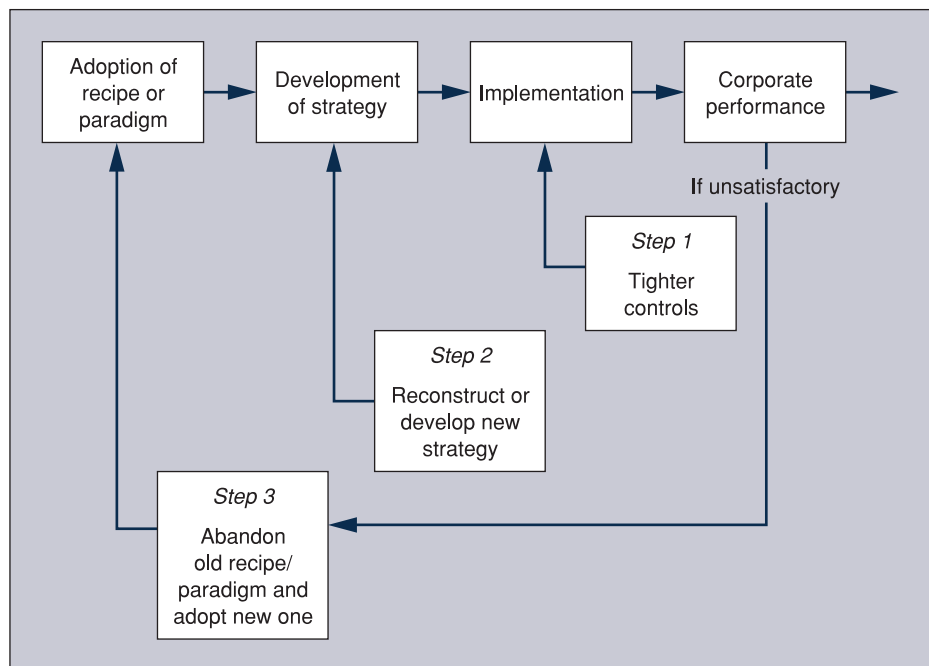 Adoption of
recipe or
paradigm
Development
of strategy
Implementation
Corporate
performance
If unsatisfactory
Step 1
Tighter
controls
Step 2
Reconstruct or
develop new
strategy
Step 3
Abandon
old recipe/
paradigm and
adopt new one